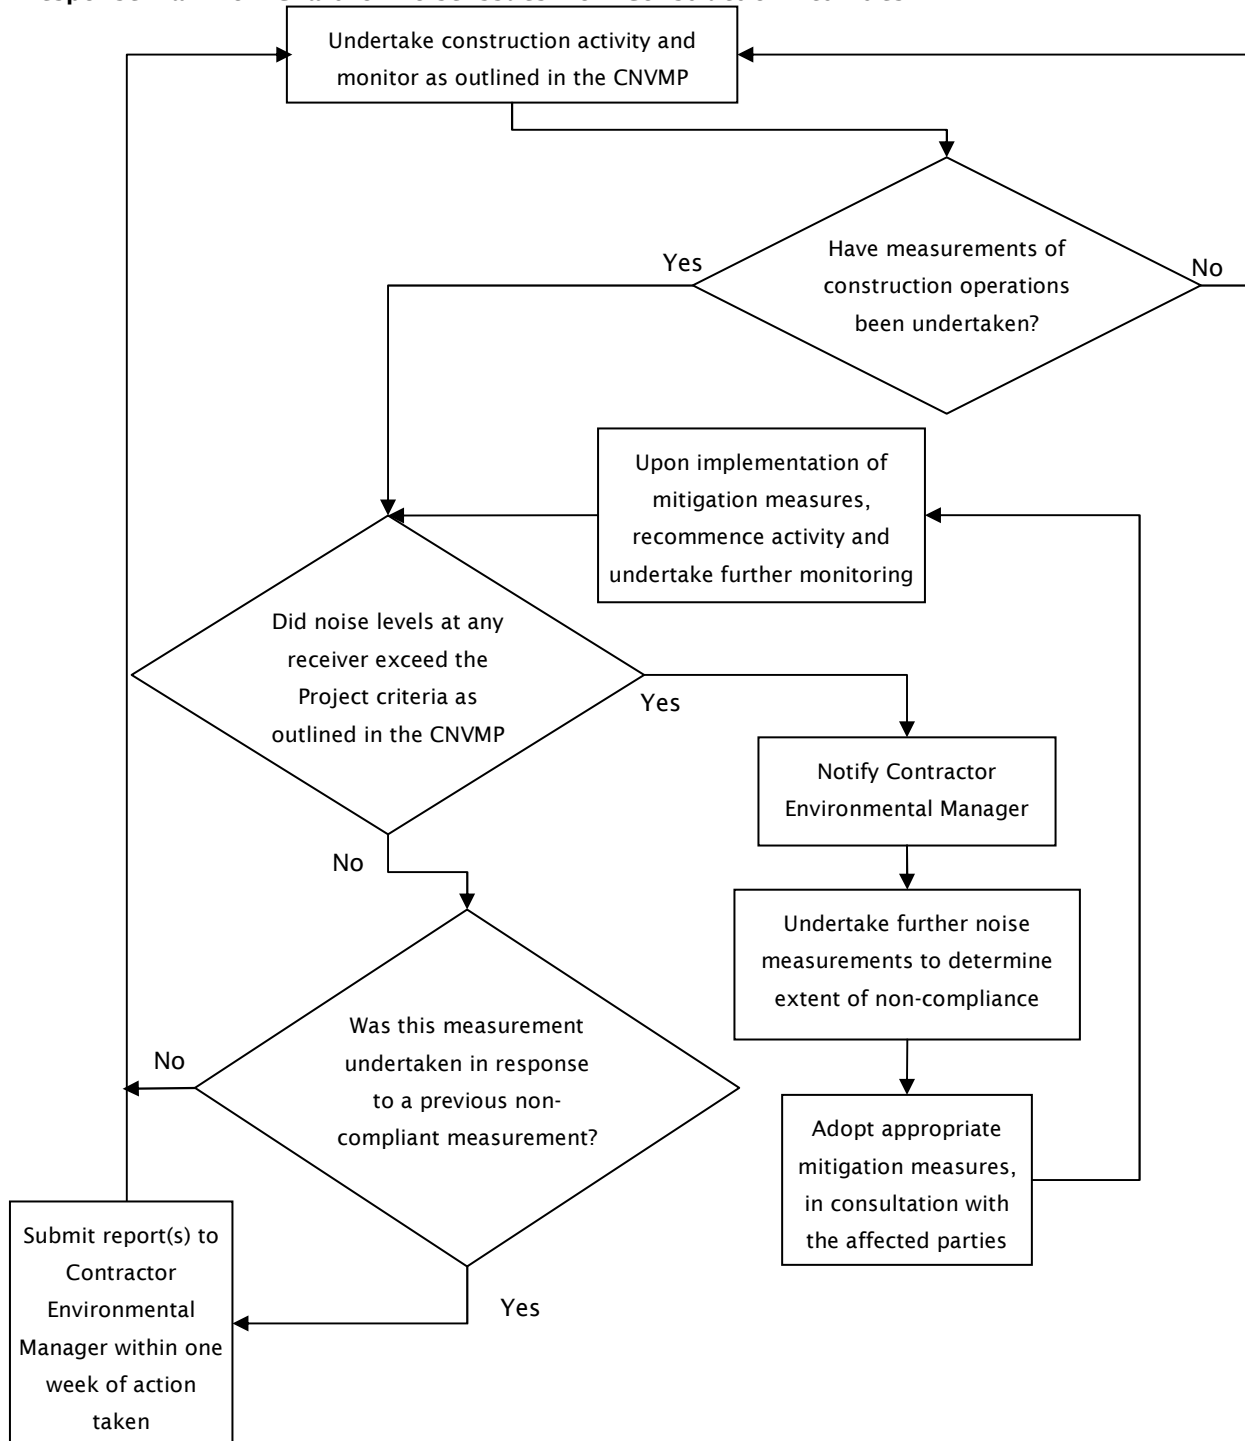 Undertake construction activity and
monitor as outlined in the CNVMP
Have measurements of
construction operations
been undertaken?
Yes
No
Upon implementation of
mitigation measures,
recommence activity and
undertake further monitoring
Did noise levels at any
receiver exceed the
Project criteria as
outlined in the CNVMP
Yes
No
Notify Contractor
Environmental Manager
Undertake further noise
measurements to determine
extent of non-compliance
Adopt appropriate
mitigation measures,
in consultation with
the affected parties
Was this measurement
undertaken in response
to a previous non-
compliant measurement?
No
Yes
Submit report(s) to
Contractor
Environmental
Manager within one
week of action
taken